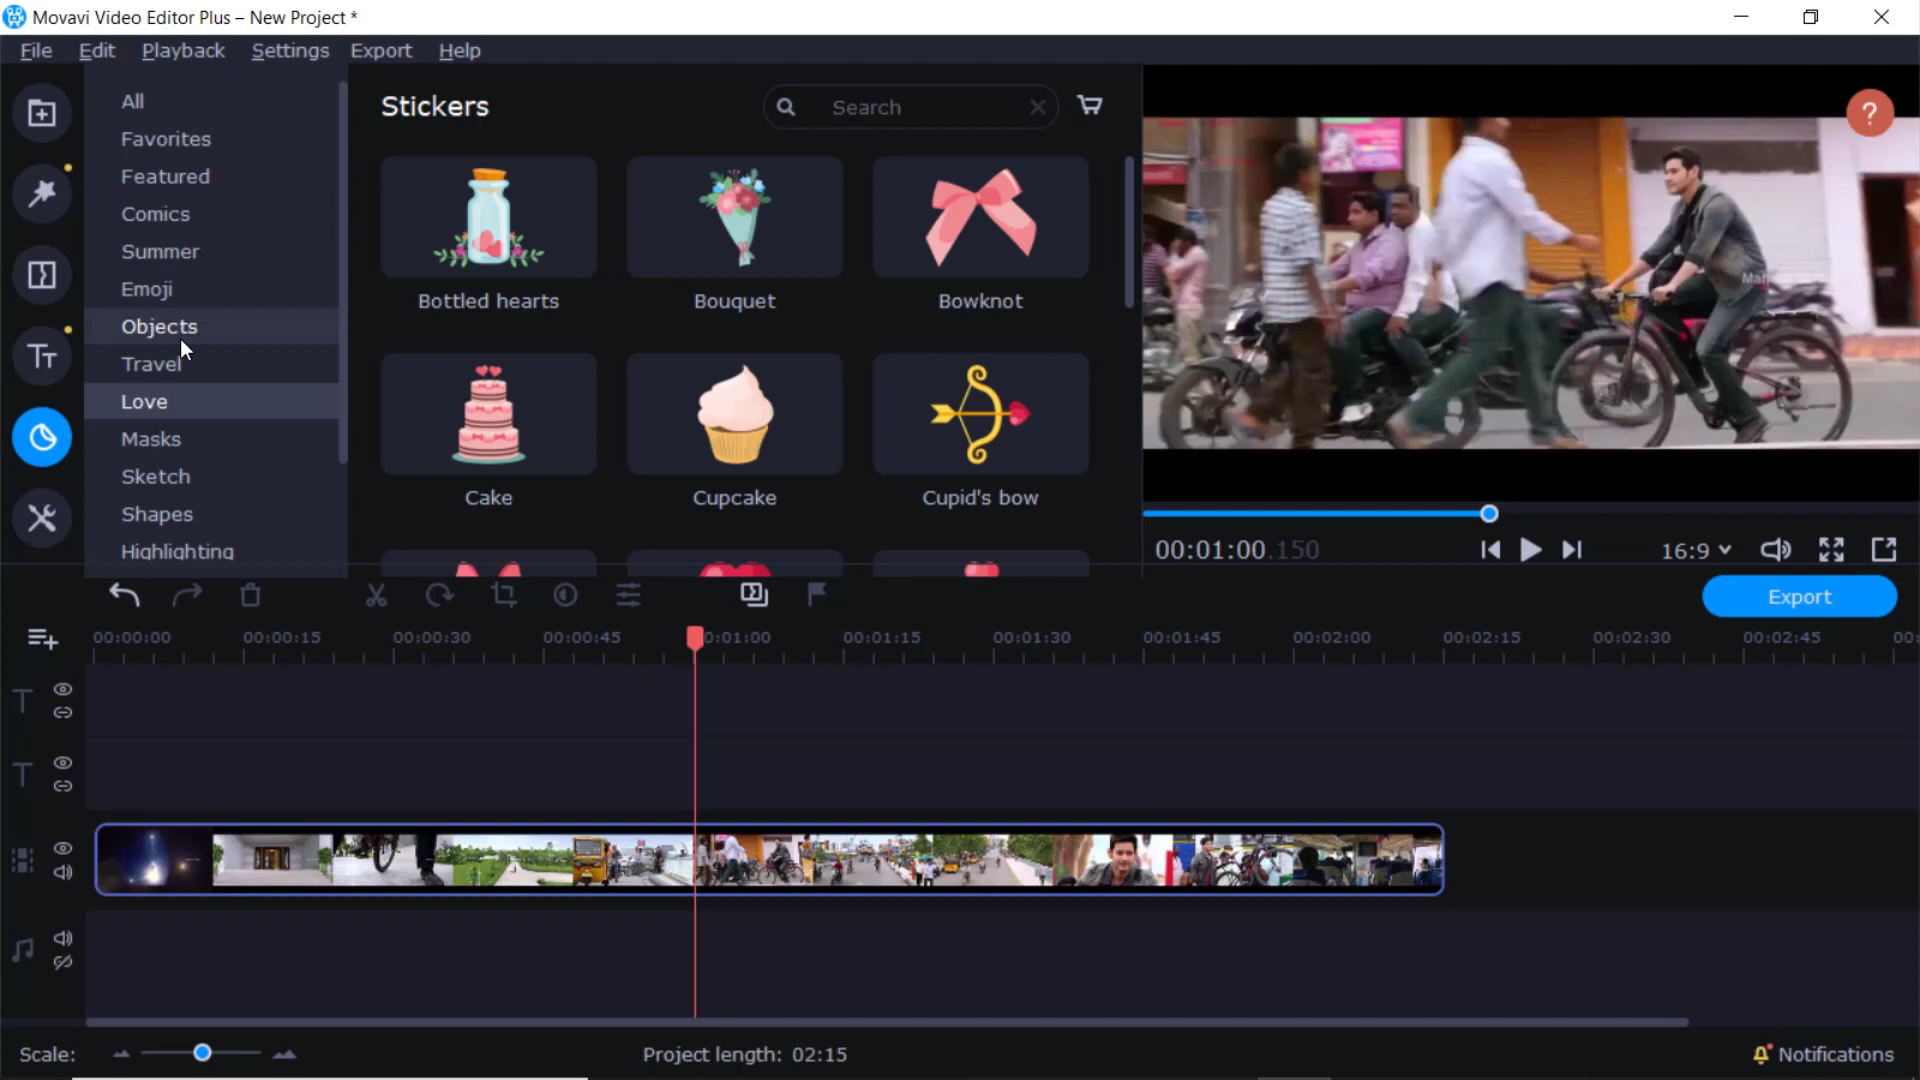 Movavi Video Editor Plus – New Project *
File Edit Playback Settings Export Help
All
Favorites
Featured
Comics
Summer
Emoji
Objects
Travel
Love
Masks
Sketch
Shapes
Highlighting
Stickers
Search
Bottled hearts Bouquet Bowknot
Cake Cupcake Cupid's bow
?
00:01:00.150
16:9
Export
00:00:00 00:00:15 00:00:30 00:00:45 0:01:00 00:01:15 00:01:30 00:01:45 00:02:00 00:02:15 00:02:30 00:02:45 00:
Scale:
Project length: 02:15
Notifications